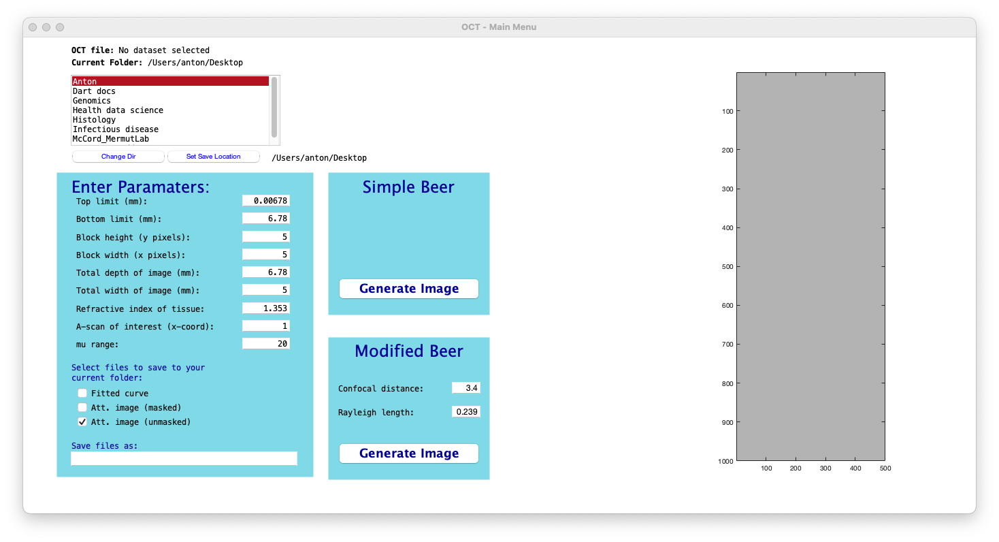 OCT - Main Menu
OCT file: No dataset selected
Current Folder: /Users/anton/Desktop
Anton
Dart docs
Genomics
Health data science
Histology
Infectious disease
McCord_MermutLab
Change Dir
Set Save Location
/Users/anton/Desktop
Enter Paramaters:
Top limit (mm): 0.00678
Bottom limit (mm): 6.78
Block height (y pixels): 5
Block width (x pixels): 5
Total depth of image (mm): 6.78
Total width of image (mm): 5
Refractive index of tissue: 1.353
A-scan of interest (x-coord): 1
mu range: 20
Select files to save to your
current folder:
Fitted curve
Att. image (masked)
Att. image (unmasked)
Save files as:
Simple Beer
Generate Image
Modified Beer
Confocal distance: 3.4
Rayleigh length: 0.239
Generate Image
100
200
300
400
500
600
700
800
900
1000
100 200 300 400 500